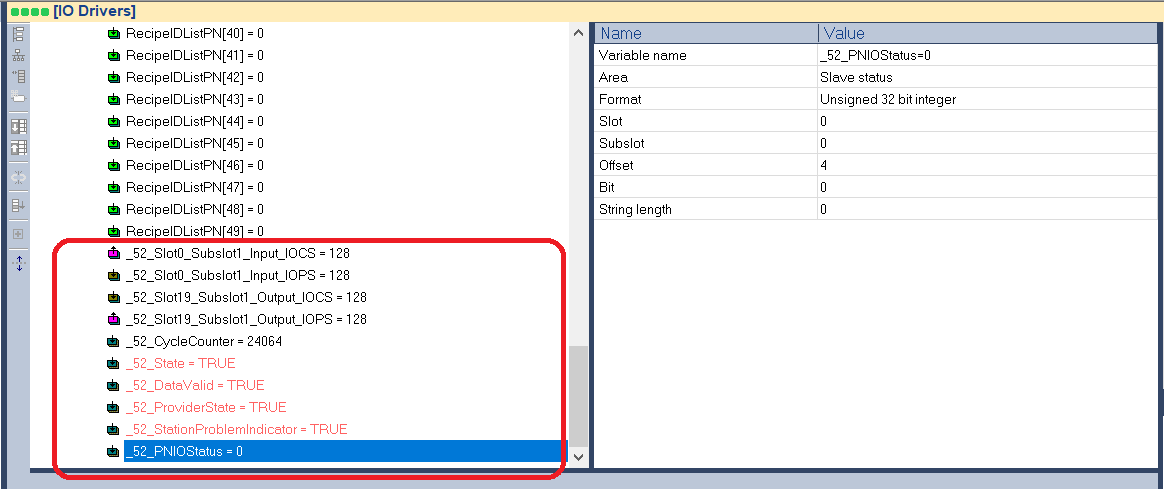 [IO Drivers]
RecipeIDListPN[40] = 0
RecipeIDListPN[41] = 0
RecipeIDListPN[42] = 0
RecipeIDListPN[43] = 0
RecipeIDListPN[44] = 0
RecipeIDListPN[45] = 0
RecipeIDListPN[46] = 0
RecipeIDListPN[47] = 0
RecipeIDListPN[48] = 0
RecipeIDListPN[49] = 0
_52_Slot0_Subslot1_Input_IOCS = 128
_52_Slot0_Subslot1_Input_IOPS = 128
_52_Slot19_Subslot1_Output_IOCS = 128
_52_Slot19_Subslot1_Output_IOPS = 128
_52_CycleCounter = 24064
_52_State = TRUE
_52_DataValid = TRUE
_52_ProviderState = TRUE
_52_StationProblemIndicator = TRUE
_52_PNIOStatus = 0
Name Value
Variable name _52_PNIOStatus=0
Area Slave status
Format Unsigned 32 bit integer
Slot 0
Subslot 0
Offset 4
Bit 0
String length 0